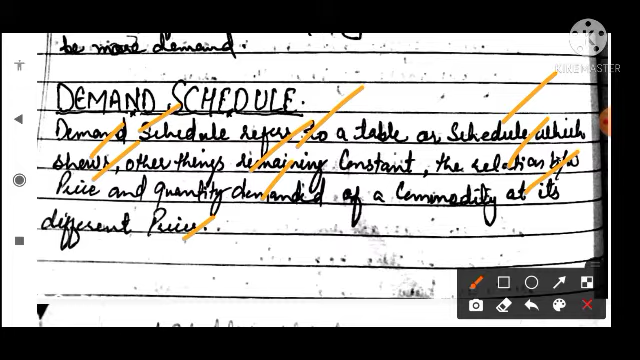 be more demand.
KINEMASTER
DEMAND SCHEDULE.
Demand Schedule refers to a table or Schedule which
shows, other things remaining Constant, the relation b/w
Price and quantity demanded of a Commodity at its
different Price.